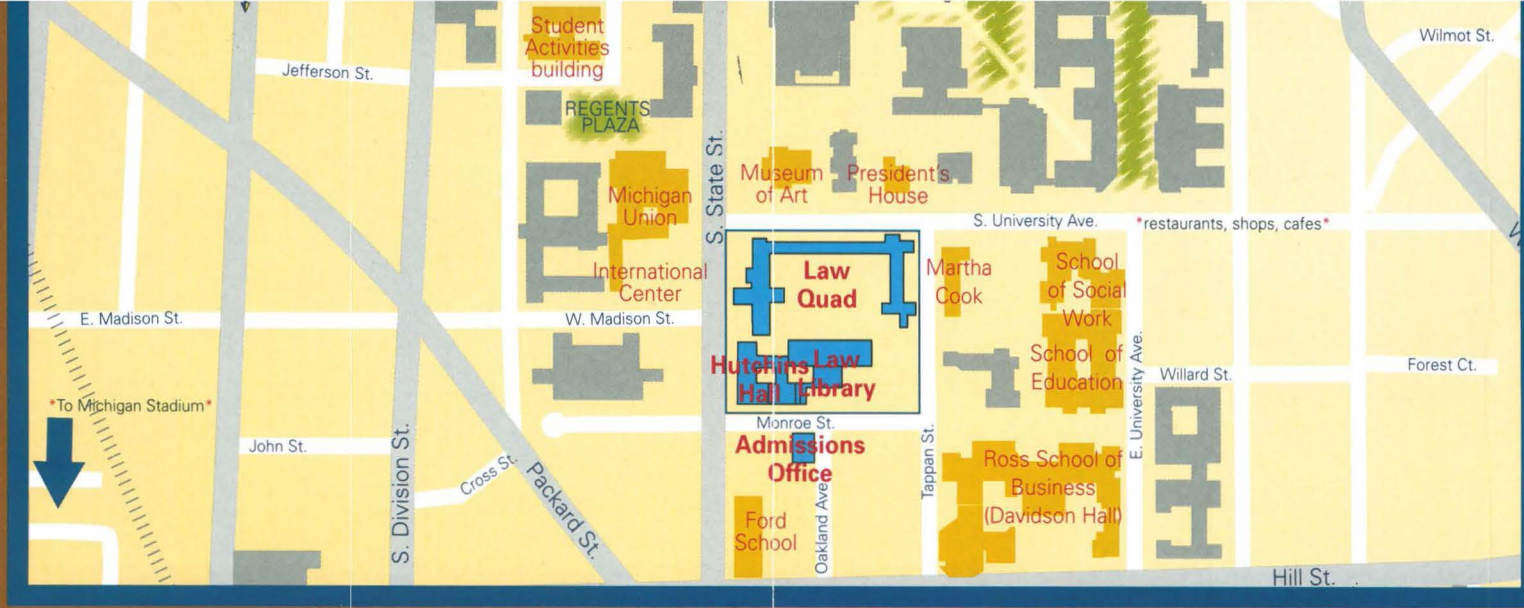 Student
Activities
building
Wilmot St.
Jefferson St.
REGENTS
PLAZA
S. State St.
Museum
of Art
President's
House
Michigan
Union
S. University Ave.
*restaurants, shops, cafes*
International
Center
Law
Quad
Martha
Cook
School
of Social
Work
E. Madison St.
W. Madison St.
Hutchins
Hall
Law
Library
School of
Education
E. University Ave.
Willard St.
Forest Ct.
*To Michigan Stadium*
Monroe St.
John St.
S. Division St.
Cross St.
Packard St.
Admissions
Office
Oakland Ave.
Tappan St.
Ross School of
Business
(Davidson Hall)
Ford
School
Hill St.